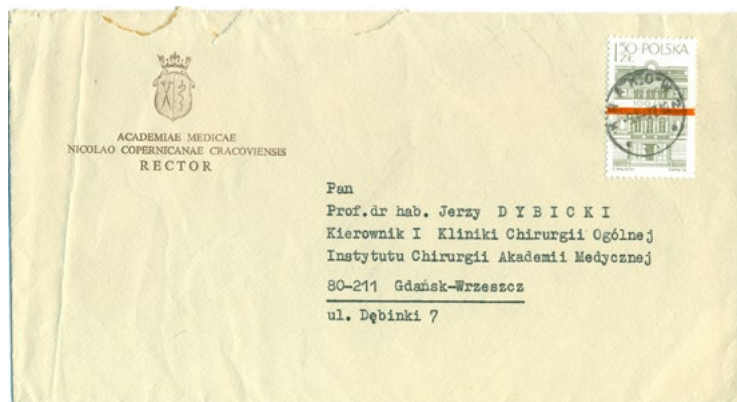 ACADEMIAE MEDICAE
NICOLAO COPERNICANAE CRACOVIENSIS
RECTOR
1.50 POLSKA
ZŁ
Pan
Prof.dr hab. Jerzy D Y B I C K I
Kierownik I Kliniki Chirurgii Ogólnej
Instytutu Chirurgii Akademii Medycznej
80-211 Gdańsk-Wrzeszcz
ul. Dębinki 7